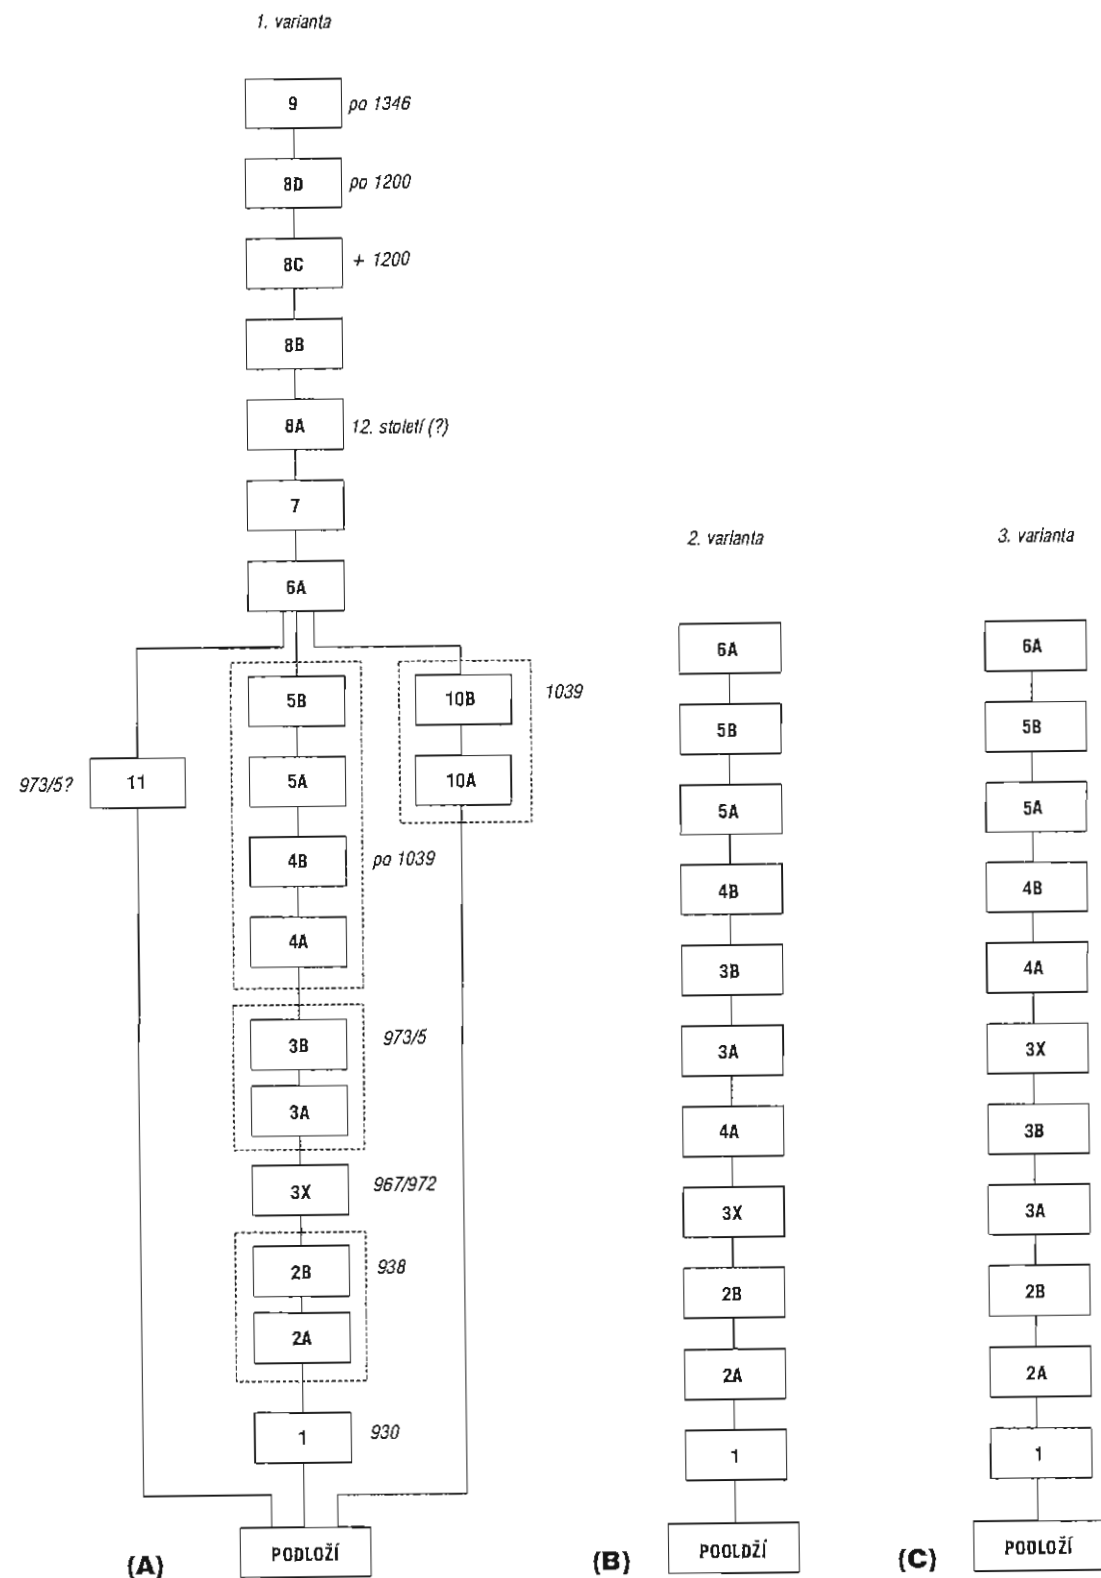 1. varianta
9
po 1346
8D
po 1200
8C
+ 1200
8B
8A
12. století (?)
7
6A
5B
10B
1039
5A
10A
11
973/5?
4B
po 1039
4A
3B
973/5
3A
3X
967/972
2B
938
2A
1
930
PODLOŽÍ
(A)
2. varianta
6A
5B
5A
4B
3B
3A
4A
3X
2B
2A
1
POOLDŽÍ
(B)
3. varianta
6A
5B
5A
4B
4A
3X
3B
3A
2B
2A
1
POOLOŽÍ
(C)